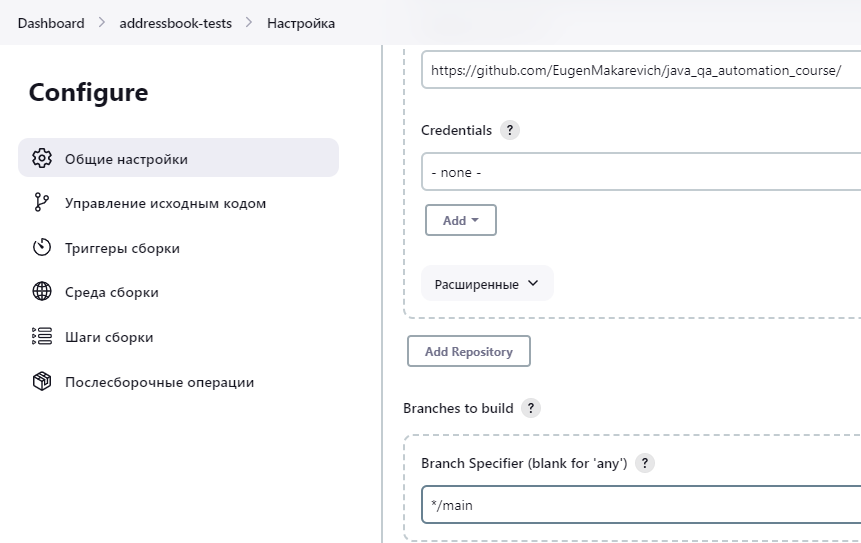 Dashboard > addressbook-tests > Настройка
Configure
Общие настройки
Управление исходным кодом
Триггеры сборки
Среда сборки
Шаги сборки
Послесборочные операции
https://github.com/EugenMakarevich/java_qa_automation_course/
Credentials ?
- none -
Add
Расширенные
Add Repository
Branches to build ?
Branch Specifier (blank for 'any') ?
*/main